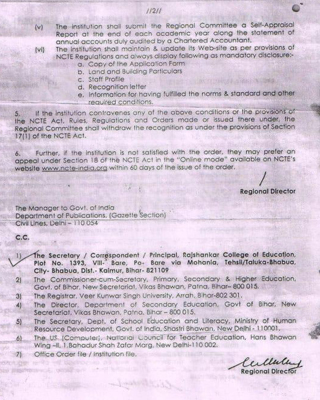 //2//
(v) The institution shall submit the Regional Committee a Self-Appraisal
Report at the end of each academic year along the statement of
annual accounts duly audited by a Chartered Accountant.
(vi) The institution shall maintain & update its Web-site as per provisions of
NCTE Regulations and always display following as mandatory disclosure:-
a. Copy of the Application Form
b. Land and Building Particulars
c. Staff Profile
d. Recognition letter
e. Information for having fulfilled the norms & standard and other
required conditions.
5. If the institution contravenes any of the above conditions or the provisions of
the NCTE Act, Rules, Regulations and Orders made or issued there under, the
Regional Committee shall withdraw the recognition as under the provisions of Section
17(1) of the NCTE Act.
6. Further, if the institution is not satisfied with the order, they may prefer an
appeal under Section 18 of the NCTE Act in the "Online mode" available on NCTE's
website www.ncte-india.org within 60 days of the issue of the order.
Regional Director
The Manager to Govt. of India
Department of Publications, (Gazette Section)
Civil Lines, Delhi – 110 054
C.C.
1) The Secretary / Correspondent / Principal, Rajshankar College of Education,
Plot No. 1393, Vill- Bare, Po- Bare via Mohania, Tehsil/Taluka-Bhabua,
City- Bhabua, Dist.- Kaimur, Bihar- 821109
2) The Commissioner-cum-Secretary, Primary, Secondary & Higher Education,
Govt. of Bihar, New Secretariat, Vikas Bhawan, Patna, Bihar – 800 015.
3) The Registrar, Veer Kunwar Singh University, Arrah, Bihar-802 301.
4) The Director, Department of Secondary Education, Govt of Bihar, New
Secretariat, Vikas Bhawan, Patna, Bihar – 800 015.
5) The Secretary, Dept. of School Education and Literacy, Ministry of Human
Resource Development, Govt. of India, Shastri Bhawan, New Delhi - 110001.
6) The US (Computer), National Council for Teacher Education, Hans Bhawan
Wing –II, 1,Bahadur Shah Zafar Marg, New Delhi-110 002.
7) Office Order file / Institution file.
Regional Director